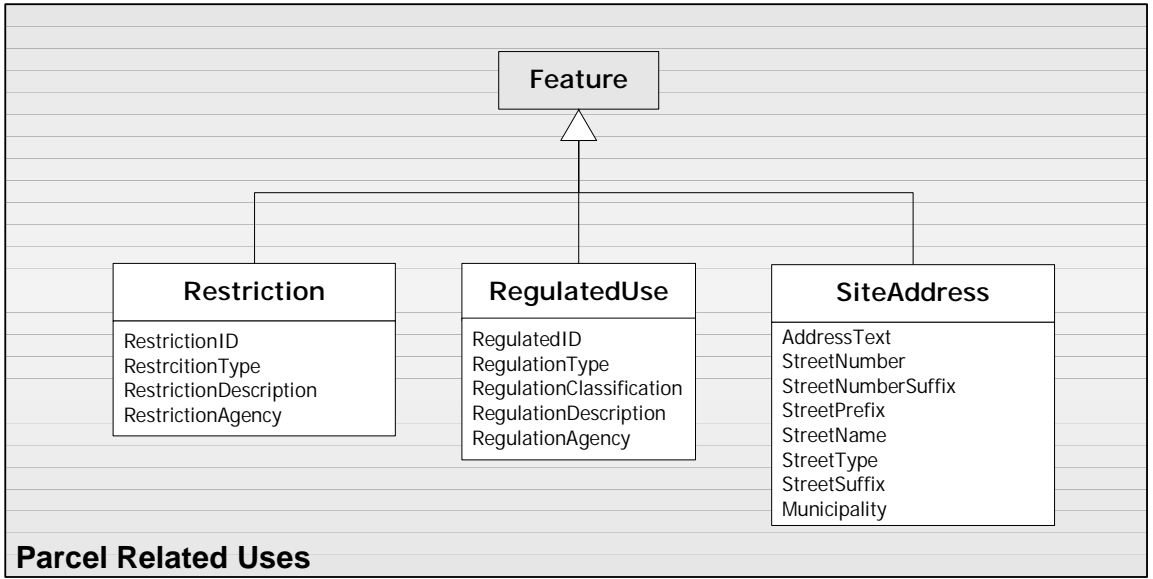 Feature
Restriction
RestrictionID
RestrcitionType
RestrictionDescription
RestrictionAgency
RegulatedUse
RegulatedID
RegulationType
RegulationClassification
RegulationDescription
RegulationAgency
SiteAddress
AddressText
StreetNumber
StreetNumberSuffix
StreetPrefix
StreetName
StreetType
StreetSuffix
Municipality
Parcel Related Uses